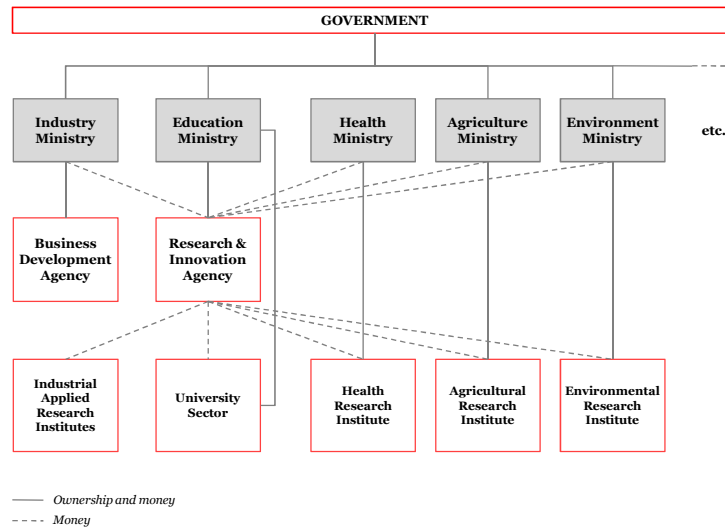 GOVERNMENT
Industry
Ministry
Education
Ministry
Health
Ministry
Agriculture
Ministry
Environment
Ministry
etc.
Business
Development
Agency
Research &
Innovation
Agency
Industrial
Applied
Research
Institutes
University
Sector
Health
Research
Institute
Agricultural
Research
Institute
Environmental
Research
Institute
Ownership and money
Money